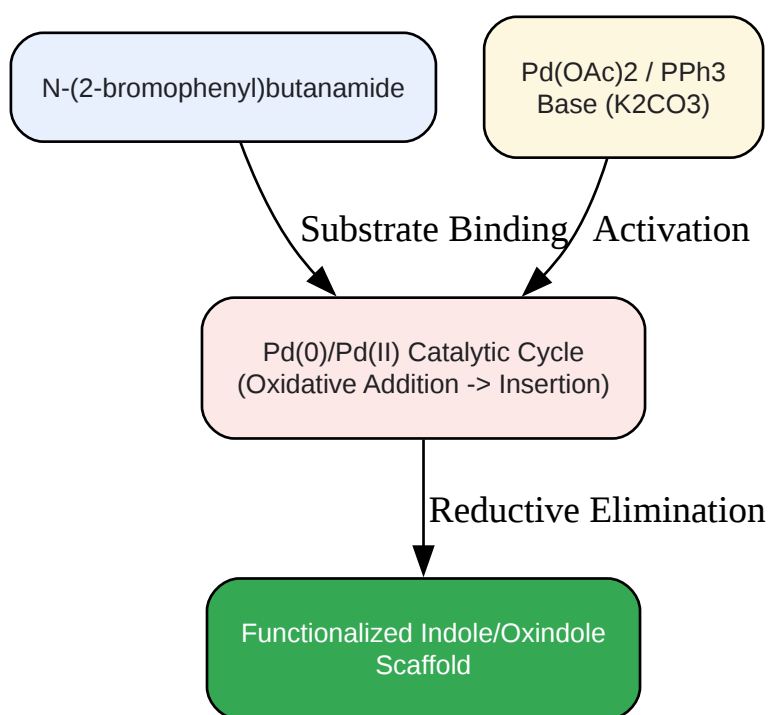 N-(2-bromophenyl)butanamide
Pd(OAc)2 / PPh3
Base (K2CO3)
Substrate Binding
Activation
Pd(0)/Pd(II) Catalytic Cycle
(Oxidative Addition -> Insertion)
Reductive Elimination
Functionalized Indole/Oxindole
Scaffold